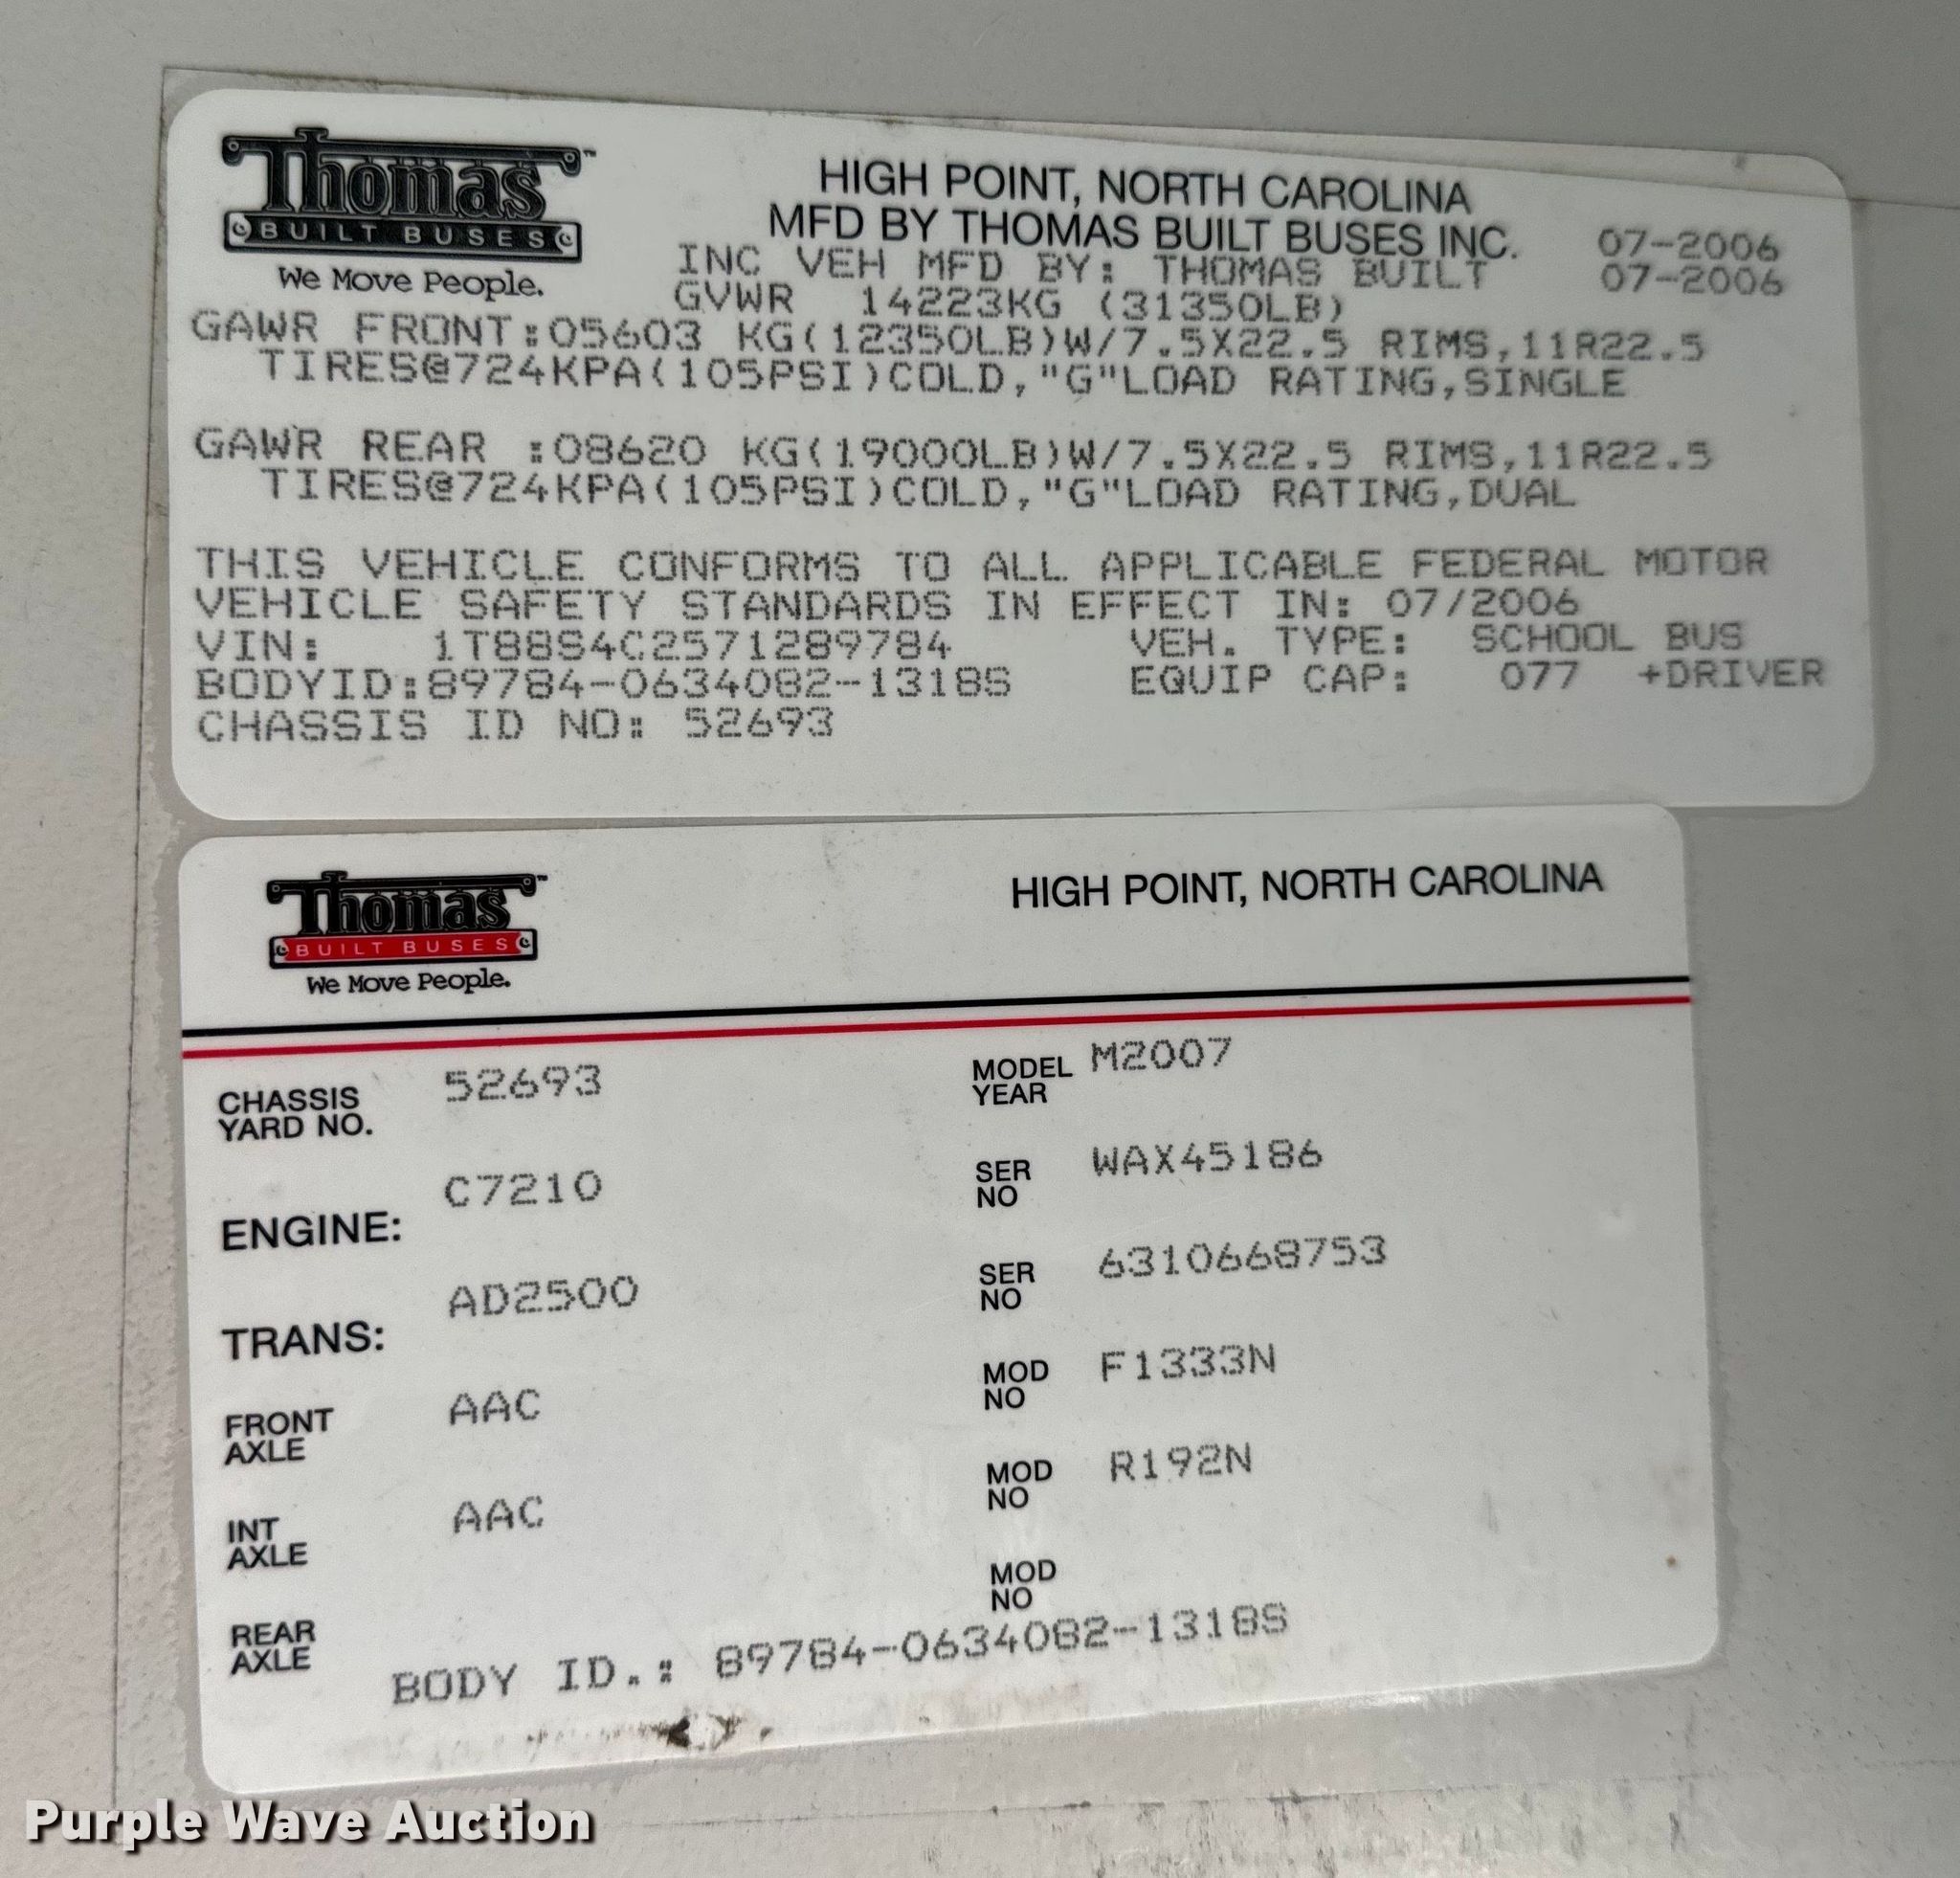 Thomas™
BUILT BUSES
We Move People.
HIGH POINT, NORTH CAROLINA
MFD BY THOMAS BUILT BUSES INC. 07-2006
INC VEH MFD BY: THOMAS BUILT 07-2006
GVWR 14223KG (31350LB)
GAWR FRONT:05603 KG(12350LB)W/7.5X22.5 RIMS,11R22.5
TIRES@724KPA(105PSI)COLD,"G"LOAD RATING,SINGLE
GAWR REAR :08620 KG(19000LB)W/7.5X22.5 RIMS,11R22.5
TIRES@724KPA(105PSI)COLD,"G"LOAD RATING,DUAL
THIS VEHICLE CONFORMS TO ALL APPLICABLE FEDERAL MOTOR
VEHICLE SAFETY STANDARDS IN EFFECT IN: 07/2006
VIN: 1T88S4C2571289784 VEH. TYPE: SCHOOL BUS
BODYID:89784-0634082-1318S EQUIP CAP: 077 +DRIVER
CHASSIS ID NO: 52693
Thomas™
BUILT BUSES
We Move People.
HIGH POINT, NORTH CAROLINA
CHASSIS YARD NO. 52693 MODEL YEAR M2007
ENGINE: C7210 SER NO WAX45186
TRANS: AD2500 SER NO 6310668753
FRONT AXLE AAC MOD NO F1333N
INT AXLE AAC MOD NO R192N
REAR AXLE MOD NO
BODY ID.: 89784-0634082-1318S
Purple Wave Auction